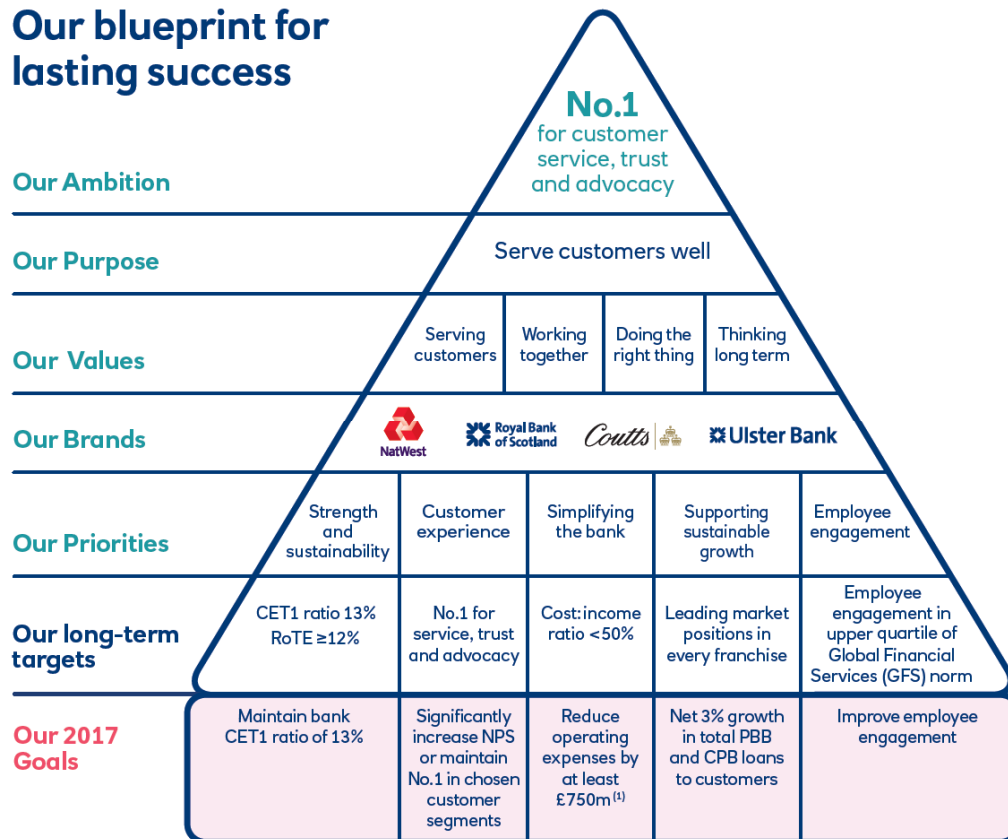 Our blueprint for
lasting success
No.1
for customer
service, trust
and advocacy
Our Ambition
Our Purpose
Serve customers well
Our Values
Serving
customers
Working
together
Doing the
right thing
Thinking
long term
Our Brands
NatWest
Royal Bank
of Scotland
Coutts
Ulster Bank
Our Priorities
Strength
and
sustainability
Customer
experience
Simplifying
the bank
Supporting
sustainable
growth
Employee
engagement
Our long-term
targets
CET1 ratio 13%
RoTE ≥12%
No.1 for
service, trust
and advocacy
Cost: income
ratio <50%
Leading market
positions in
every franchise
Employee
engagement in
upper quartile of
Global Financial
Services (GFS) norm
Our 2017
Goals
Maintain bank
CET1 ratio of 13%
Significantly
increase NPS
or maintain
No.1 in chosen
customer
segments
Reduce
operating
expenses by
at least
£750m (1)
Net 3% growth
in total PBB
and CPB loans
to customers
Improve employee
engagement